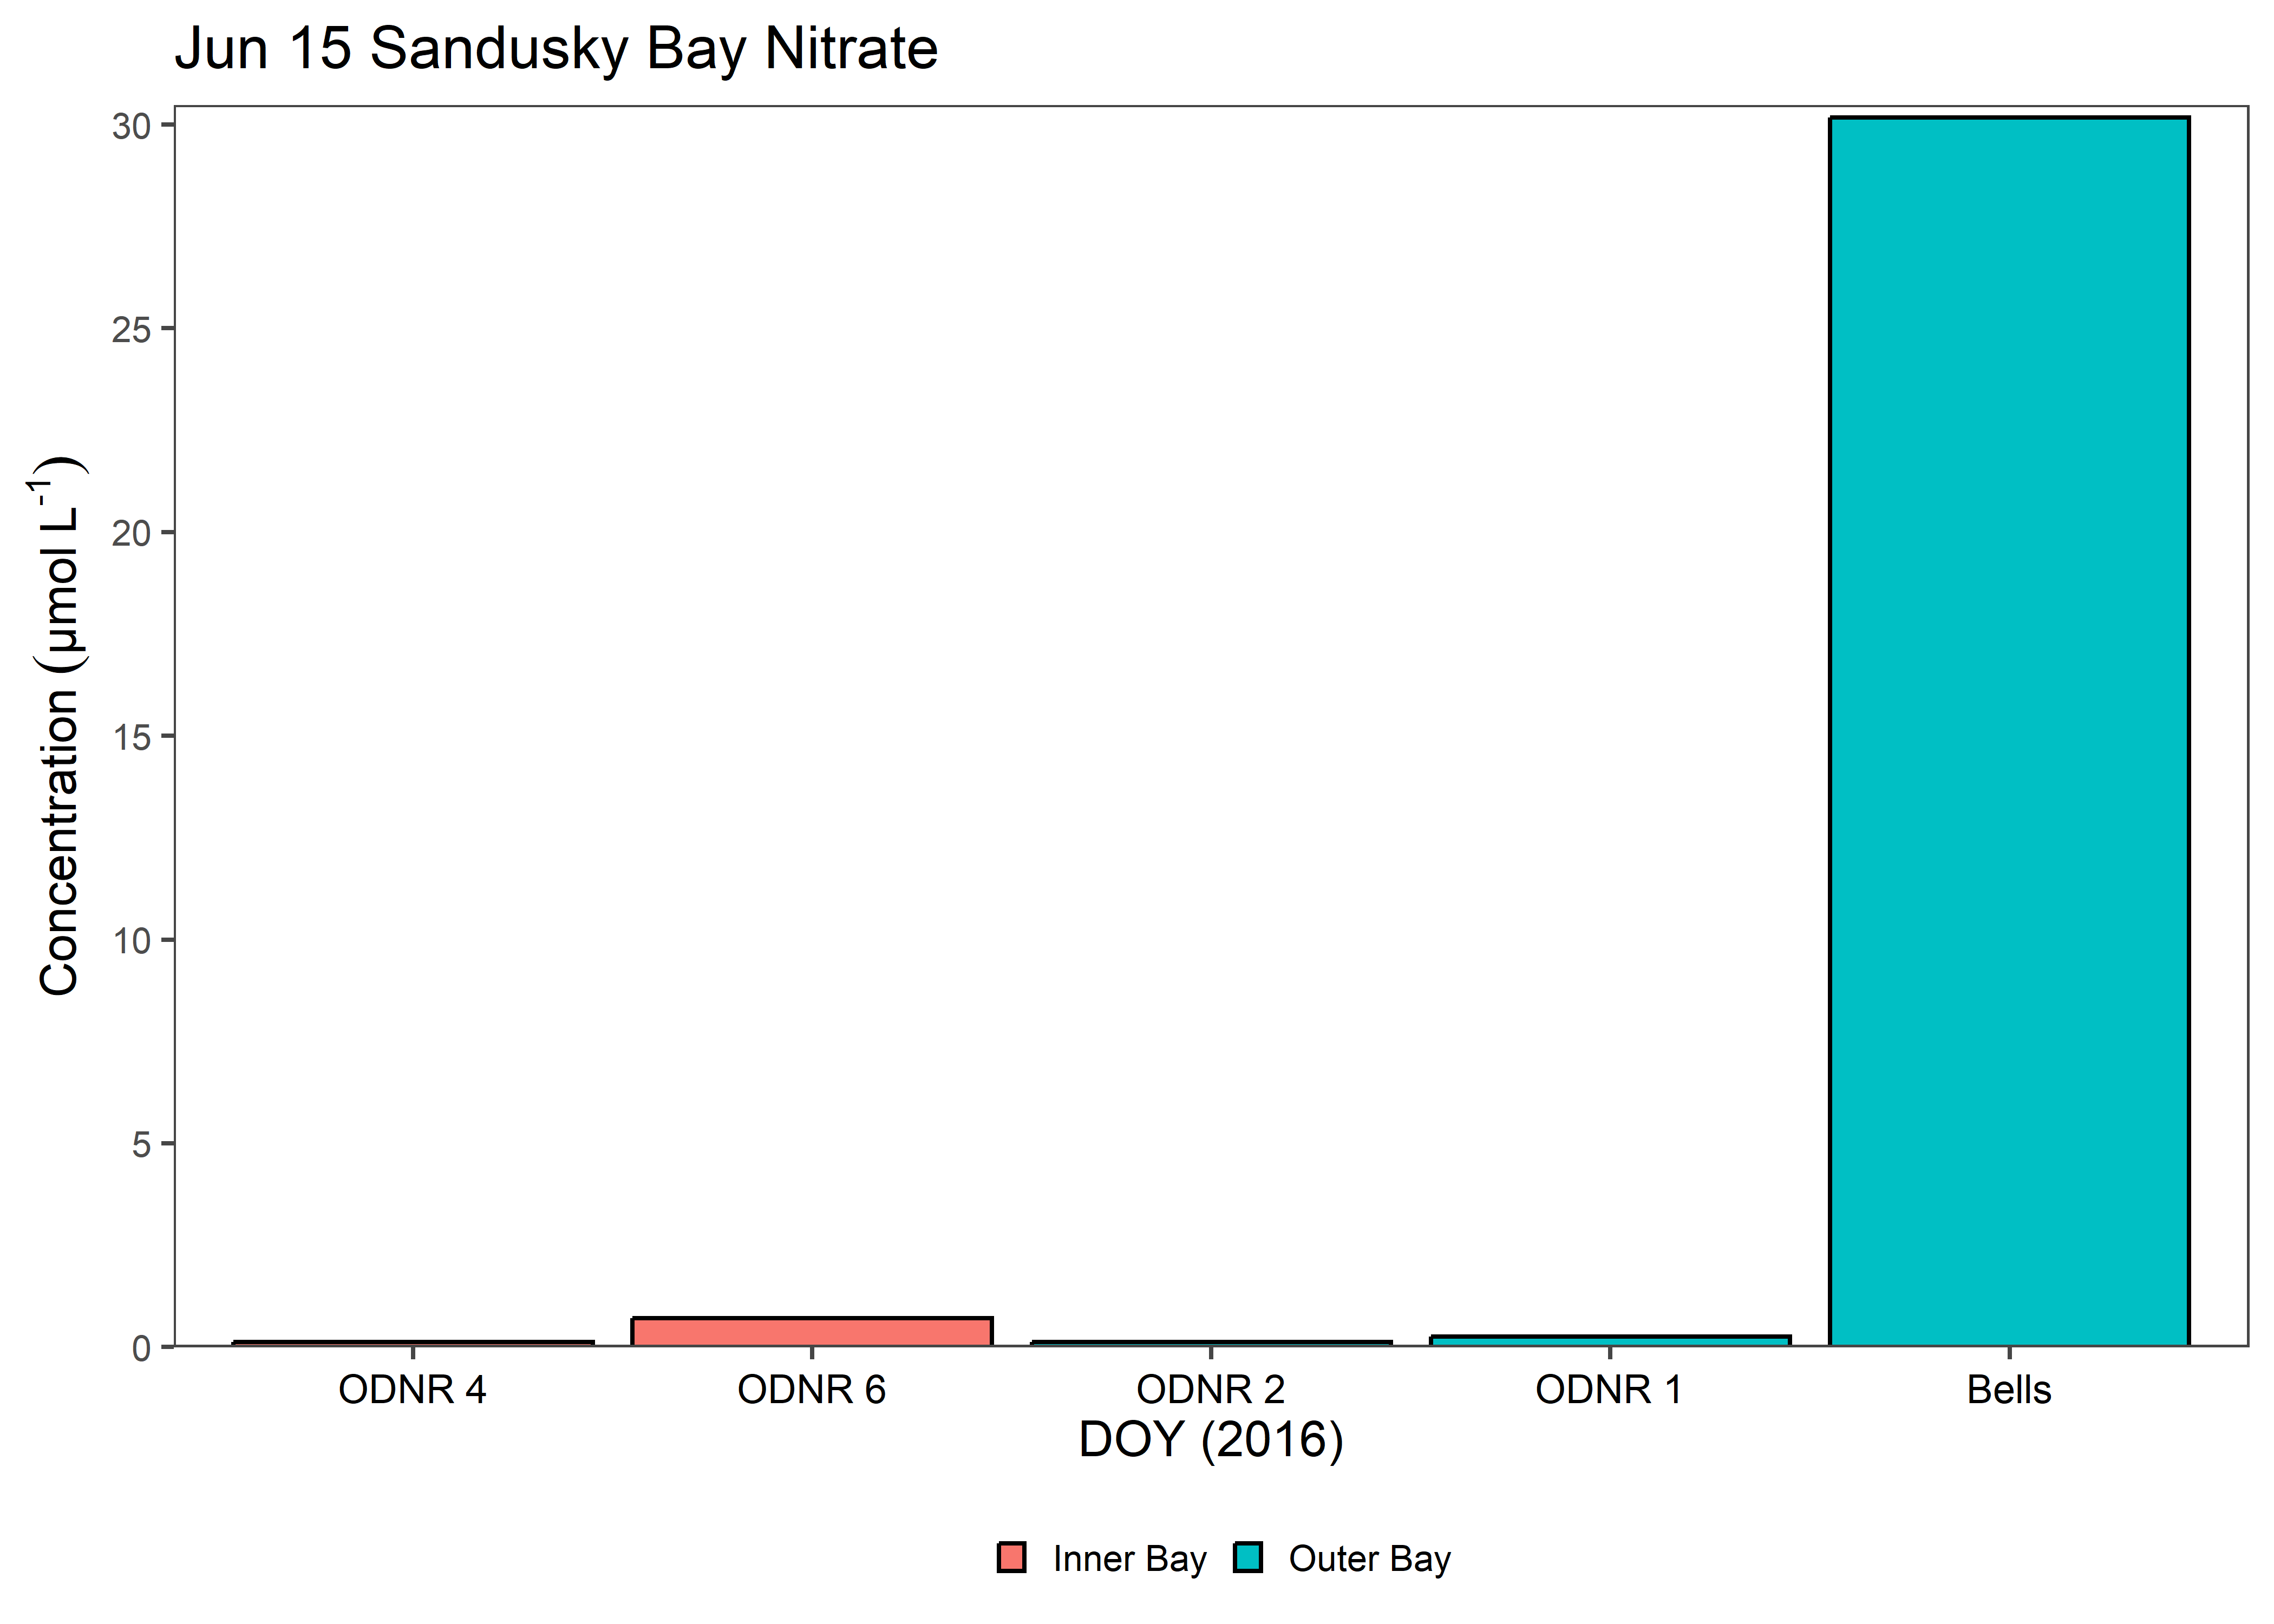 Jun 15 Sandusky Bay Nitrate
Concentration (µmol L⁻¹)
30
25
20
15
10
5
0
ODNR 4 ODNR 6 ODNR 2 ODNR 1 Bells
DOY (2016)
Inner Bay Outer Bay